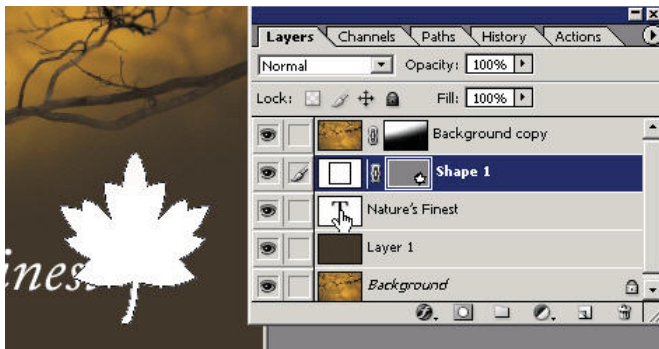 Layers Channels Paths History Actions
Normal Opacity: 100%
Lock: Fill: 100%
Background copy
Shape 1
T Nature's Finest
Layer 1
Background
ines